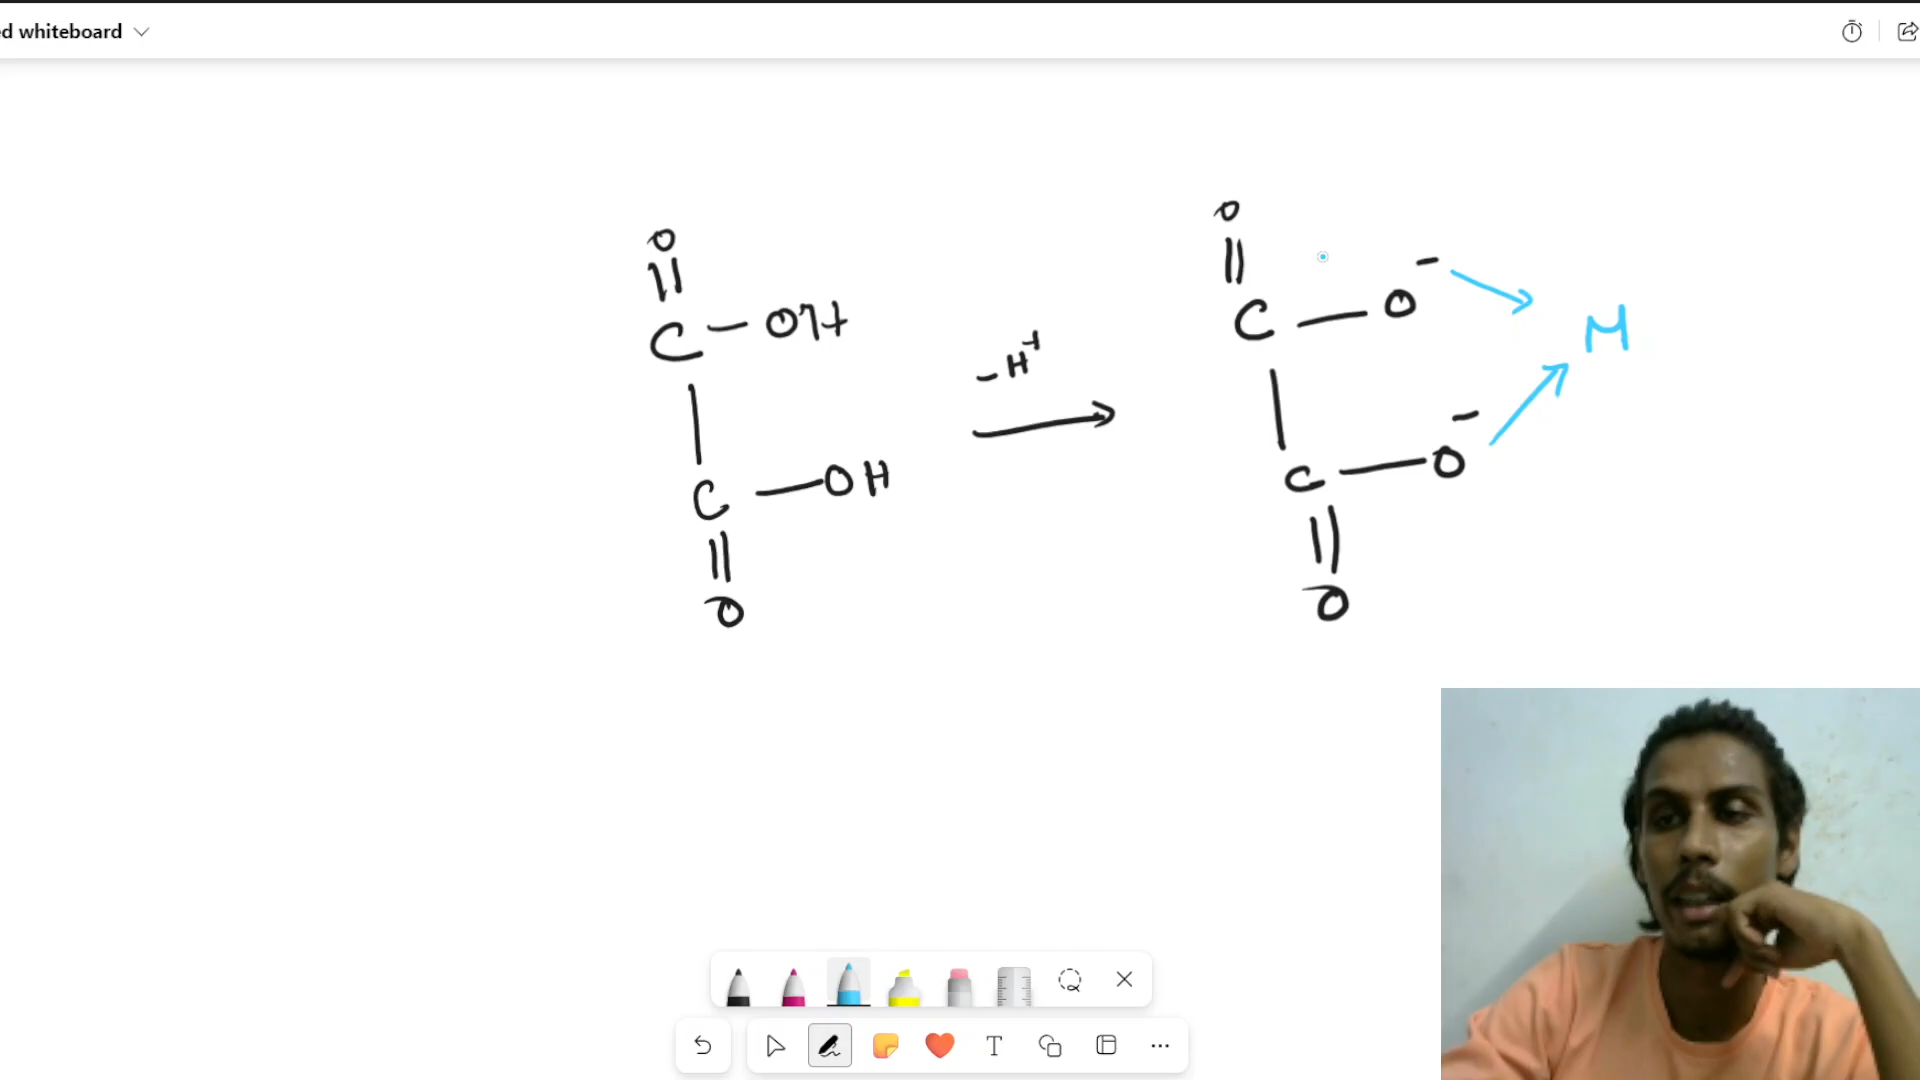 d whiteboard
O
C - OH
C - OH
O
- H+
O
C - O -
C - O -
O
M
T